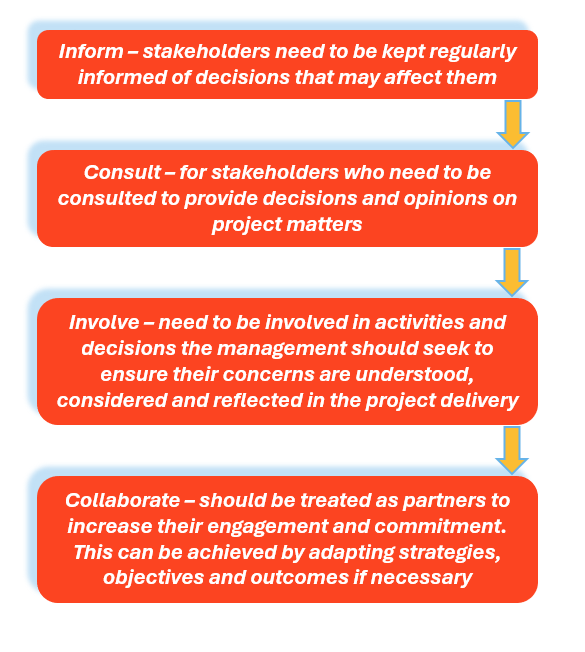 Inform – stakeholders need to be kept regularly
informed of decisions that may affect them
Consult – for stakeholders who need to be
consulted to provide decisions and opinions on
project matters
Involve – need to be involved in activities and
decisions the management should seek to
ensure their concerns are understood,
considered and reflected in the project delivery
Collaborate – should be treated as partners to
increase their engagement and commitment.
This can be achieved by adapting strategies,
objectives and outcomes if necessary